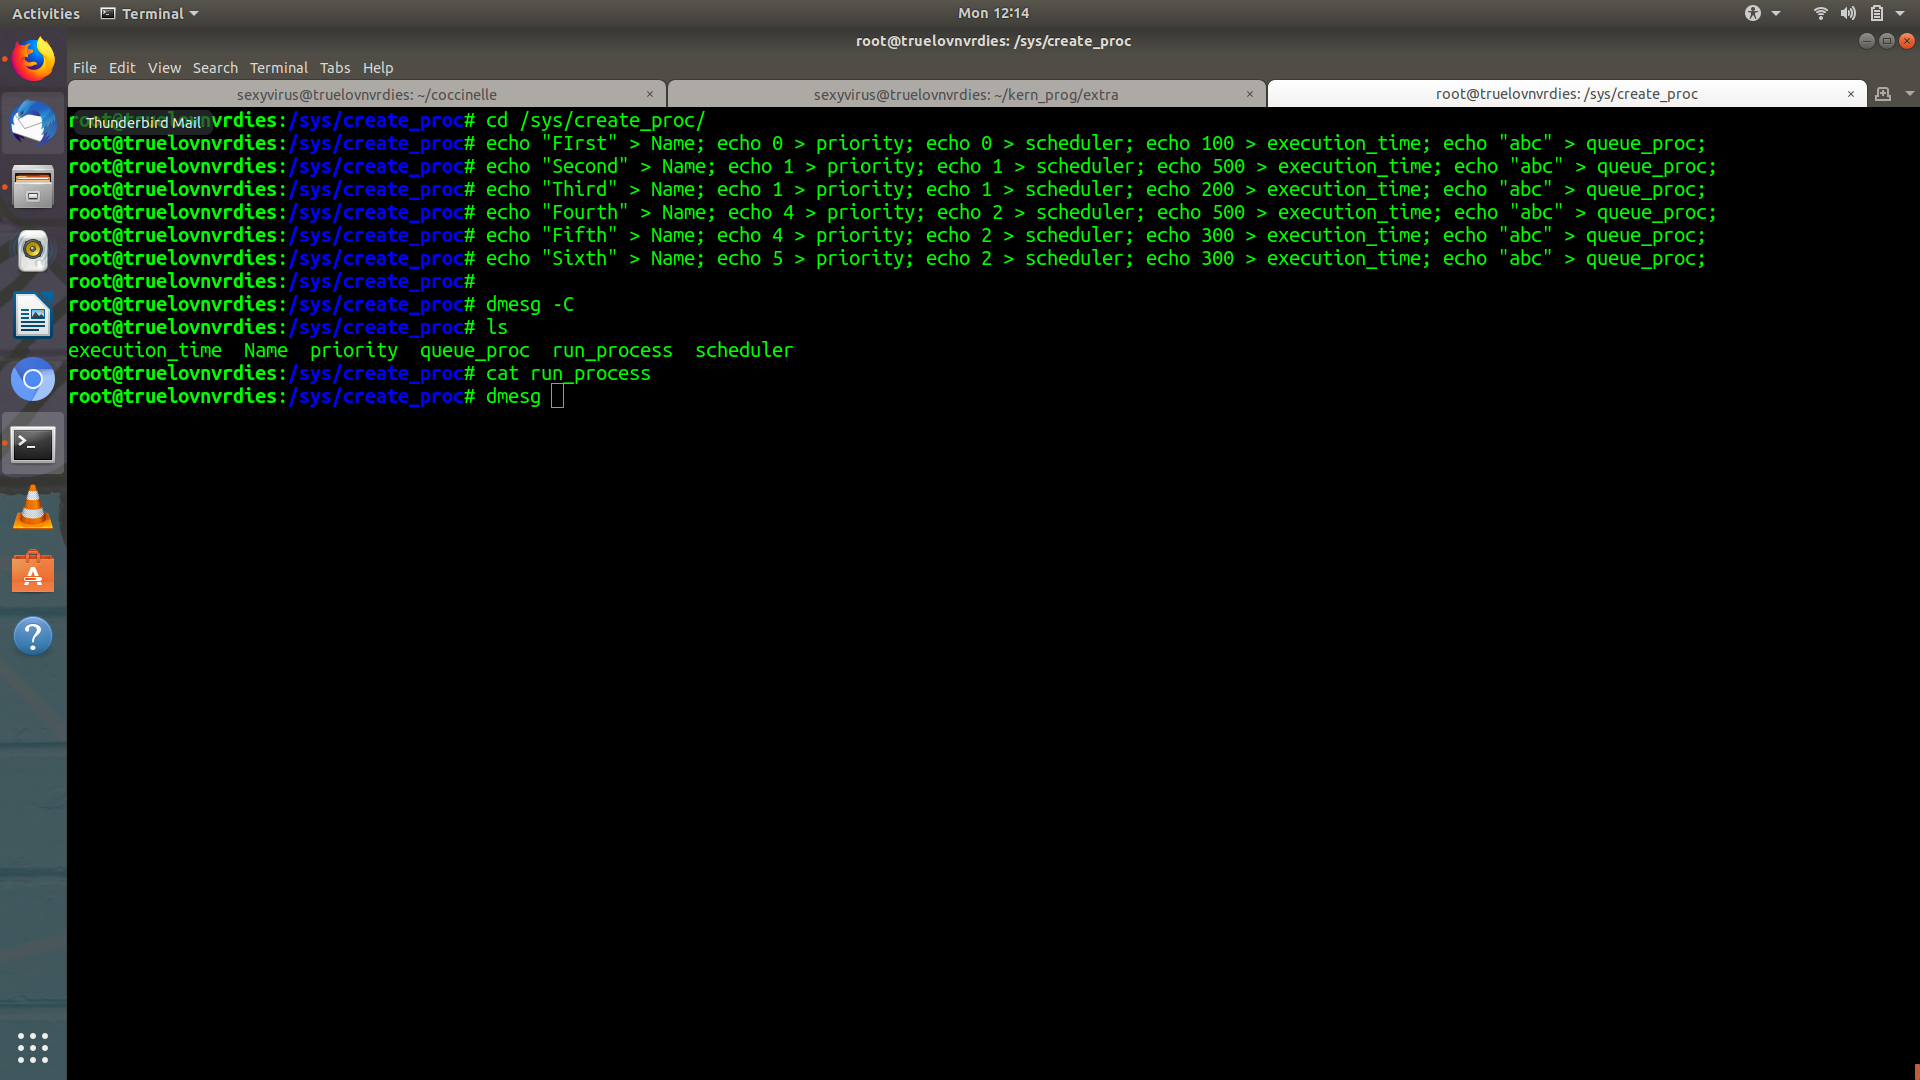 Activities Terminal Mon 12:14
root@truelovnvrdies: /sys/create_proc
File Edit View Search Terminal Tabs Help
sexyvirus@truelovnvrdies: ~/coccinelle × sexyvirus@truelovnvrdies: ~/kern_prog/extra × root@truelovnvrdies: /sys/create_proc ×
Thunderbird Mail
root@truelovnvrdies:/sys/create_proc# cd /sys/create_proc/
root@truelovnvrdies:/sys/create_proc# echo "FIrst" > Name; echo 0 > priority; echo 0 > scheduler; echo 100 > execution_time; echo "abc" > queue_proc;
root@truelovnvrdies:/sys/create_proc# echo "Second" > Name; echo 1 > priority; echo 1 > scheduler; echo 500 > execution_time; echo "abc" > queue_proc;
root@truelovnvrdies:/sys/create_proc# echo "Third" > Name; echo 1 > priority; echo 1 > scheduler; echo 200 > execution_time; echo "abc" > queue_proc;
root@truelovnvrdies:/sys/create_proc# echo "Fourth" > Name; echo 4 > priority; echo 2 > scheduler; echo 500 > execution_time; echo "abc" > queue_proc;
root@truelovnvrdies:/sys/create_proc# echo "Fifth" > Name; echo 4 > priority; echo 2 > scheduler; echo 300 > execution_time; echo "abc" > queue_proc;
root@truelovnvrdies:/sys/create_proc# echo "Sixth" > Name; echo 5 > priority; echo 2 > scheduler; echo 300 > execution_time; echo "abc" > queue_proc;
root@truelovnvrdies:/sys/create_proc#
root@truelovnvrdies:/sys/create_proc# dmesg -C
root@truelovnvrdies:/sys/create_proc# ls
execution_time Name priority queue_proc run_process scheduler
root@truelovnvrdies:/sys/create_proc# cat run_process
root@truelovnvrdies:/sys/create_proc# dmesg